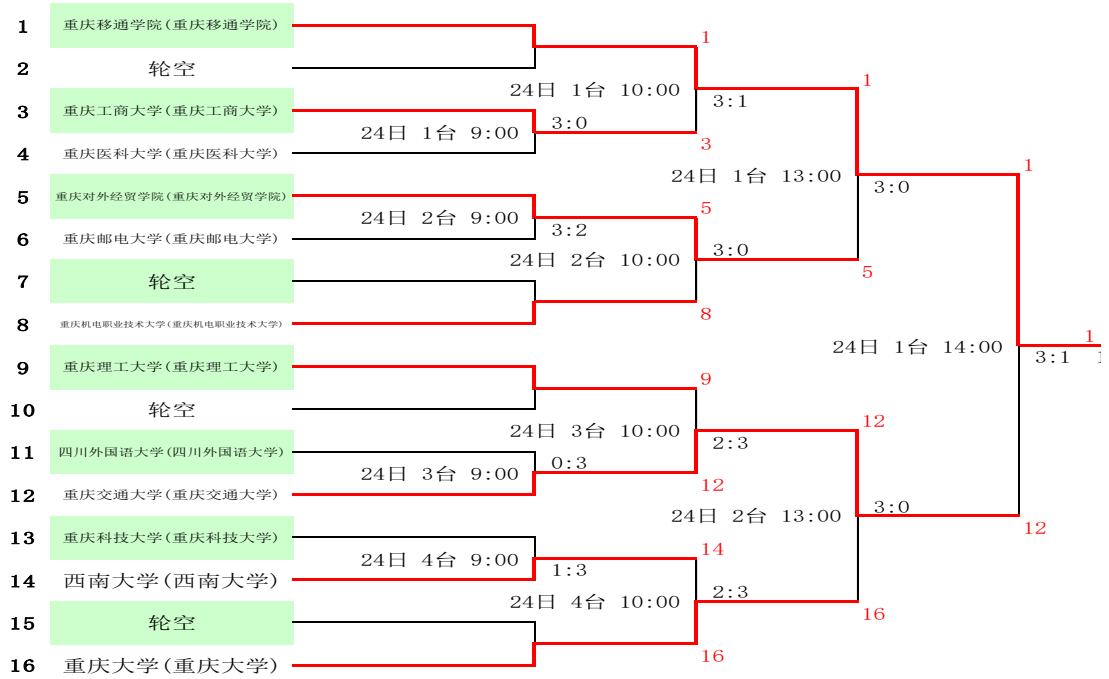 1 重庆移通学院(重庆移通学院)
1
2 轮空
24日 1台 10:00
3:1
1
3 重庆工商大学(重庆工商大学)
24日 1台 9:00
3:0
3
4 重庆医科大学(重庆医科大学)
24日 1台 13:00
3:0
1
5 重庆对外经贸学院(重庆对外经贸学院)
24日 2台 9:00
3:2
5
6 重庆邮电大学(重庆邮电大学)
24日 2台 10:00
3:0
5
7 轮空
8
8 重庆机电职业技术大学(重庆机电职业技术大学)
24日 1台 14:00
3:1
1
1
9 重庆理工大学(重庆理工大学)
9
10 轮空
24日 3台 10:00
2:3
12
11 四川外国语大学(四川外国语大学)
24日 3台 9:00
0:3
12
12 重庆交通大学(重庆交通大学)
24日 2台 13:00
3:0
12
13 重庆科技大学(重庆科技大学)
24日 4台 9:00
1:3
14
14 西南大学(西南大学)
24日 4台 10:00
2:3
16
15 轮空
16
16 重庆大学(重庆大学)